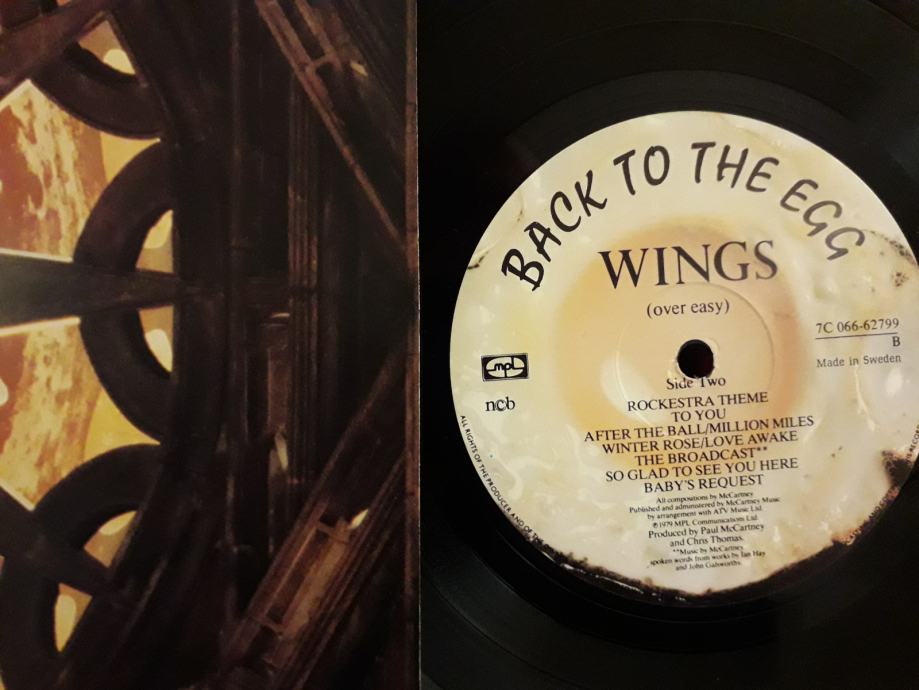 BACK TO THE EGG
WINGS
(over easy)
7C 066-62799
B
Made in Sweden
mpl
ncb
Side Two
ROCKESTRA THEME
TO YOU
AFTER THE BALL/MILLION MILES
WINTER ROSE/LOVE AWAKE
THE BROADCAST**
SO GLAD TO SEE YOU HERE
BABY'S REQUEST
All compositions by McCartney
Published and administered by McCartney Music
by arrangement with ATV Music Ltd.
℗1979 MPL Communications Ltd.
Produced by Paul McCartney
and Chris Thomas.
**Music by McCartney,
spoken words from works by Ian Hay
and John Galsworthy.
ALL RIGHTS OF THE PRODUCER AND OF